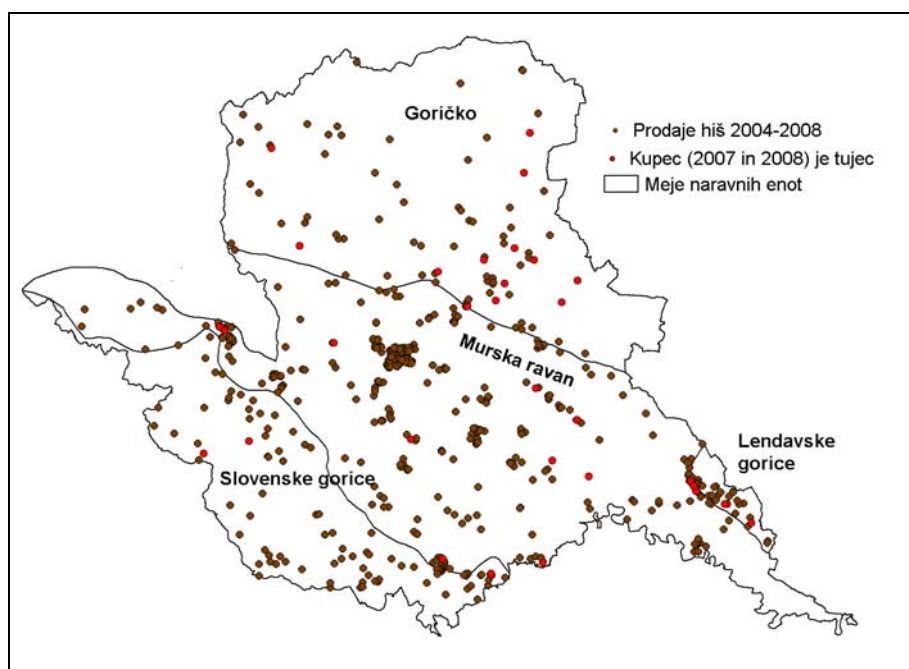 Goričko
Prodaje hiš 2004-2008
Kupec (2007 in 2008) je tujec
Meje naravnih enot
Murska ravan
Lendavske
gorice
Slovenske gorice